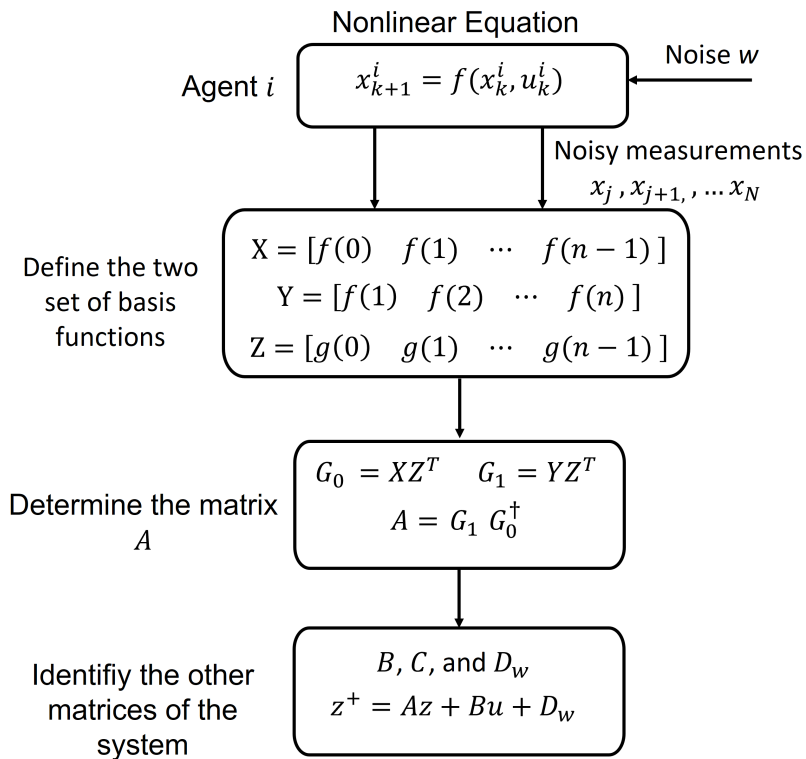 Nonlinear Equation
Agent i
x^i_{k+1} = f(x^i_k, u^i_k)
Noise w
Noisy measurements
x_j , x_{j+1,} , … x_N
Define the two
set of basis
functions
X = [f(0) f(1) ⋯ f(n − 1) ]
Y = [f(1) f(2) ⋯ f(n) ]
Z = [g(0) g(1) ⋯ g(n − 1) ]
Determine the matrix
A
G_0 = XZ^T G_1 = YZ^T
A = G_1 G_0^†
Identifiy the other
matrices of the
system
B, C, and D_w
z^+ = Az + Bu + D_w